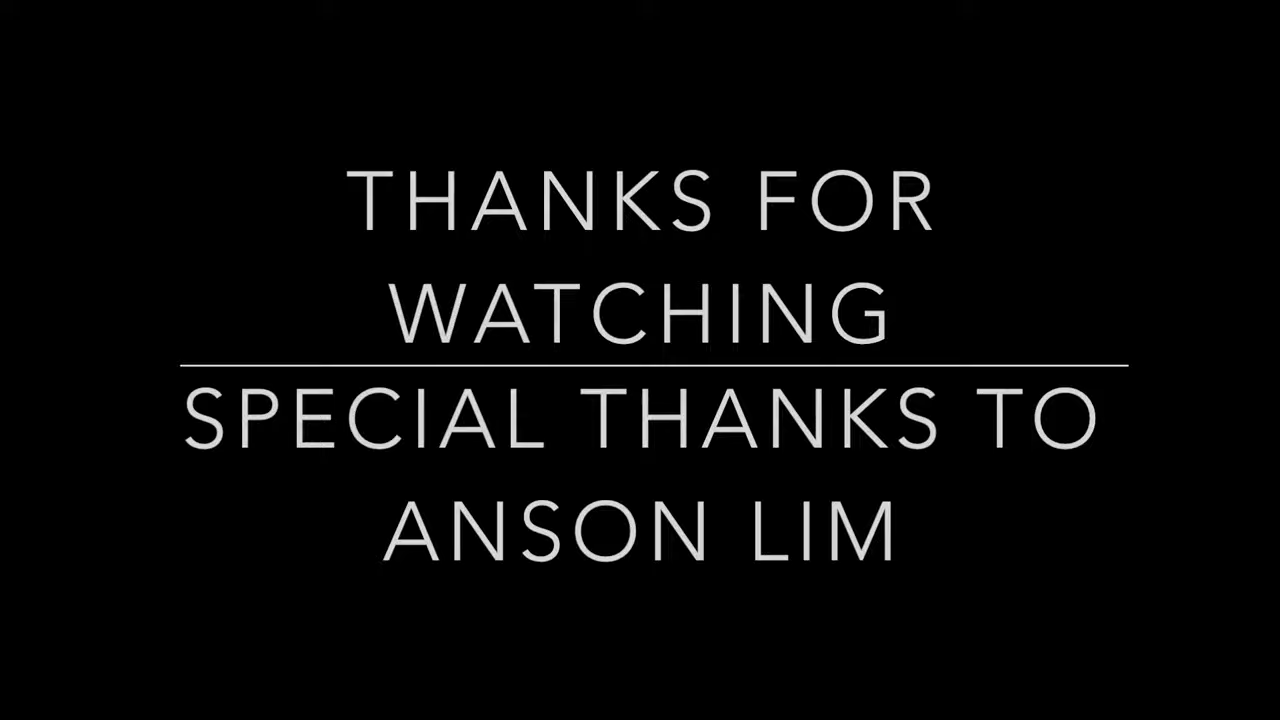 THANKS FOR
WATCHING
SPECIAL THANKS TO
ANSON LIM